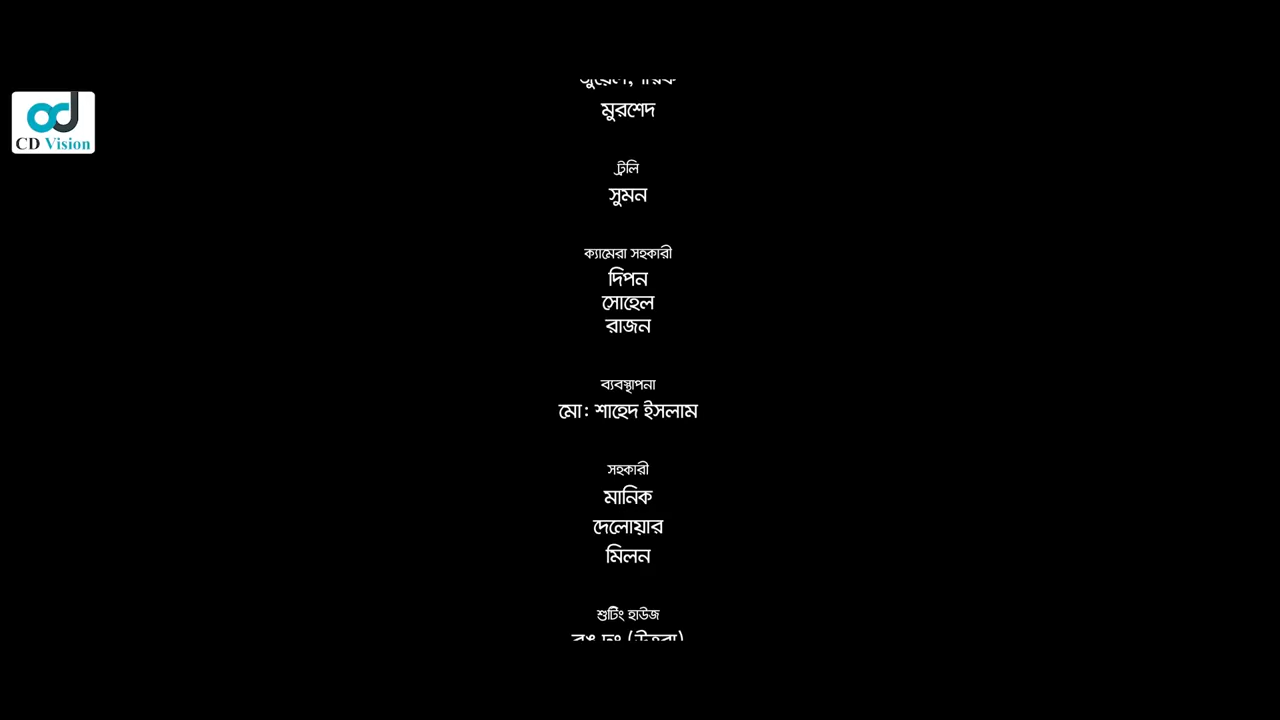 CD Vision
মুরশেদ
ট্রলি
সুমন
ক্যামেরা সহকারী
দিপন
সোহেল
রাজন
ব্যবস্থাপনা
মো: শাহেদ ইসলাম
সহকারী
মানিক
দেলোয়ার
মিলন
শুটিং হাউজ